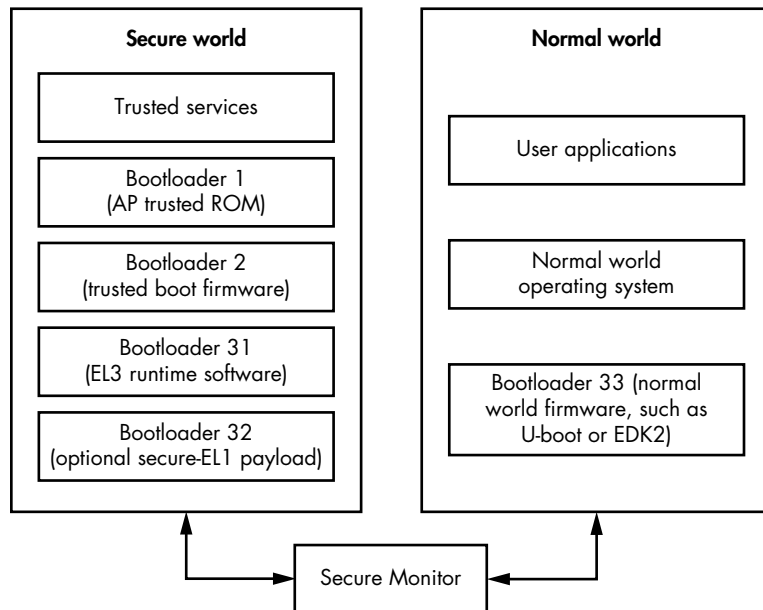 Secure world
Trusted services
Bootloader 1
(AP trusted ROM)
Bootloader 2
(trusted boot firmware)
Bootloader 31
(EL3 runtime software)
Bootloader 32
(optional secure-EL1 payload)
Normal world
User applications
Normal world
operating system
Bootloader 33 (normal
world firmware, such as
U-boot or EDK2)
Secure Monitor